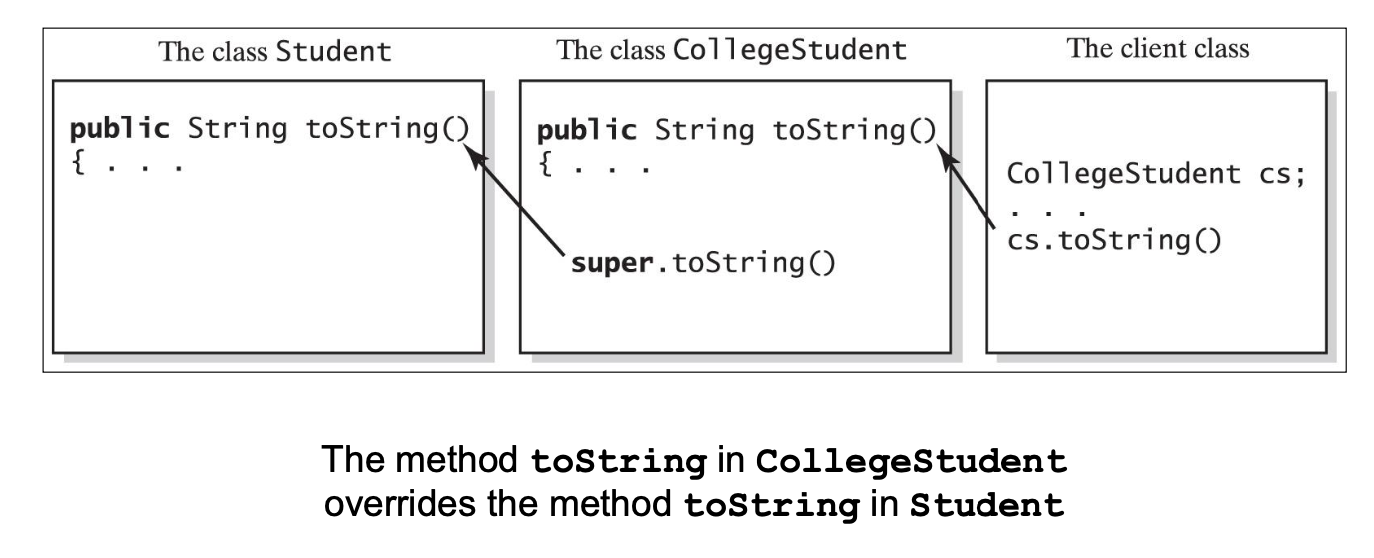 The class Student
public String toString()
{ . . .
The class CollegeStudent
public String toString()
{ . . .
super.toString()
The client class
CollegeStudent cs;
. . .
cs.toString()
The method toString in CollegeStudent
overrides the method toString in Student